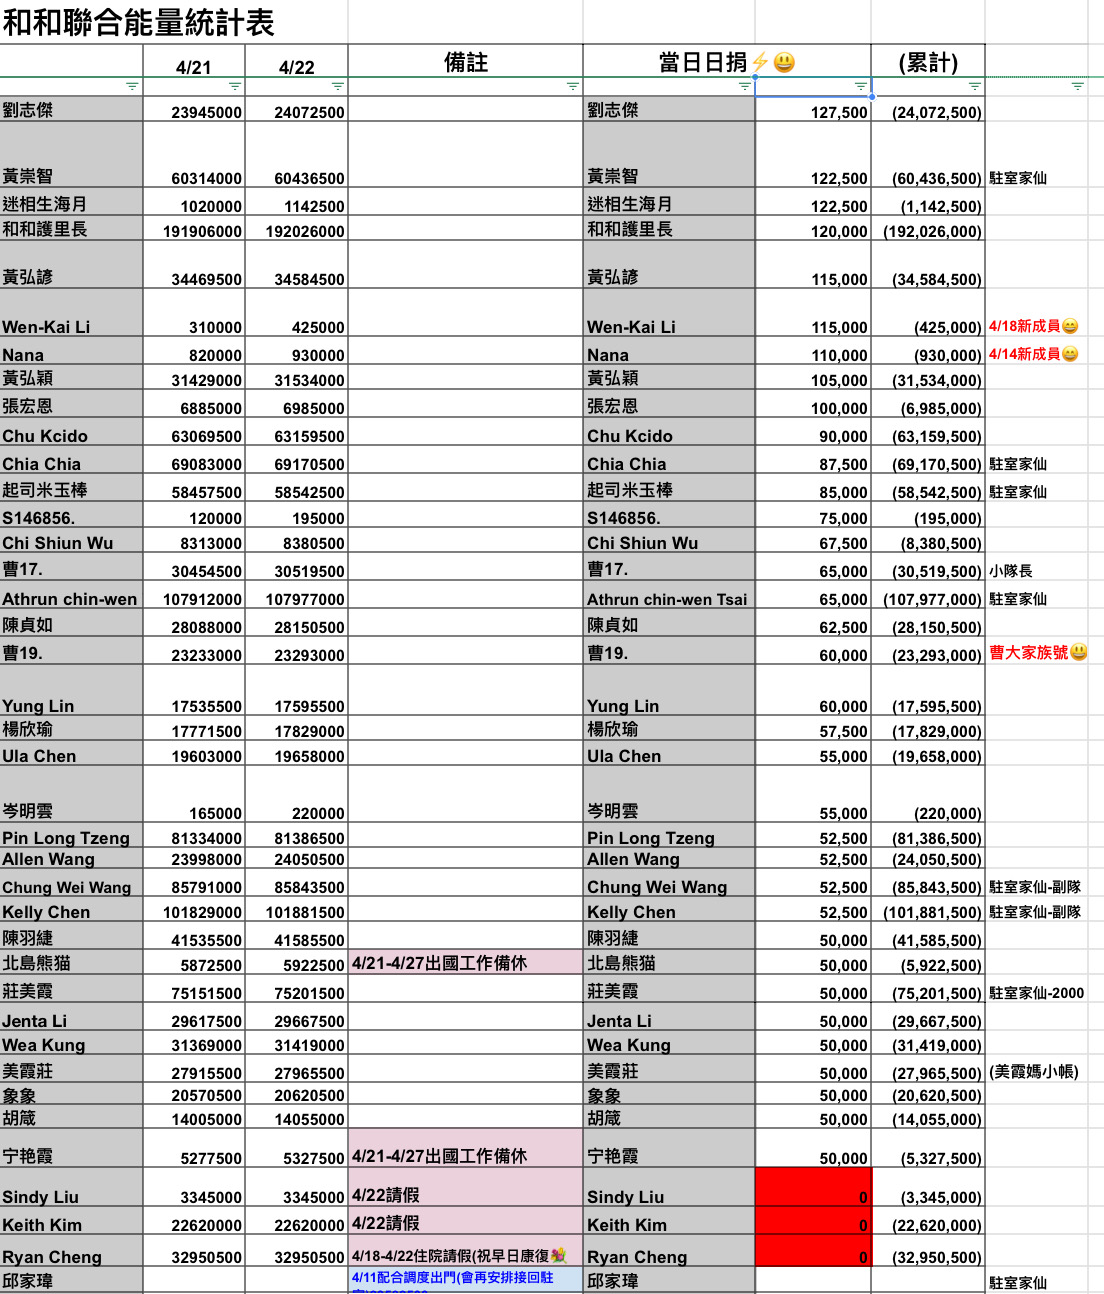 和和聯合能量統計表
4/21 4/22 備註 當日日捐⚡😃 (累計)
劉志傑 23945000 24072500 劉志傑 127,500 (24,072,500)
黃崇智 60314000 60436500 黃崇智 122,500 (60,436,500) 駐室家仙
迷相生海月 1020000 1142500 迷相生海月 122,500 (1,142,500)
和和護里長 191906000 192026000 和和護里長 120,000 (192,026,000)
黃弘諺 34469500 34584500 黃弘諺 115,000 (34,584,500)
Wen-Kai Li 310000 425000 Wen-Kai Li 115,000 (425,000) 4/18新成員😄
Nana 820000 930000 Nana 110,000 (930,000) 4/14新成員😄
黃弘穎 31429000 31534000 黃弘穎 105,000 (31,534,000)
張宏恩 6885000 6985000 張宏恩 100,000 (6,985,000)
Chu Kcido 63069500 63159500 Chu Kcido 90,000 (63,159,500)
Chia Chia 69083000 69170500 Chia Chia 87,500 (69,170,500) 駐室家仙
起司米玉棒 58457500 58542500 起司米玉棒 85,000 (58,542,500) 駐室家仙
S146856. 120000 195000 S146856. 75,000 (195,000)
Chi Shiun Wu 8313000 8380500 Chi Shiun Wu 67,500 (8,380,500)
曹17. 30454500 30519500 曹17. 65,000 (30,519,500) 小隊長
Athrun chin-wen 107912000 107977000 Athrun chin-wen Tsai 65,000 (107,977,000) 駐室家仙
陳貞如 28088000 28150500 陳貞如 62,500 (28,150,500)
曹19. 23233000 23293000 曹19. 60,000 (23,293,000) 曹大家族號😃
Yung Lin 17535500 17595500 Yung Lin 60,000 (17,595,500)
楊欣瑜 17771500 17829000 楊欣瑜 57,500 (17,829,000)
Ula Chen 19603000 19658000 Ula Chen 55,000 (19,658,000)
岑明雲 165000 220000 岑明雲 55,000 (220,000)
Pin Long Tzeng 81334000 81386500 Pin Long Tzeng 52,500 (81,386,500)
Allen Wang 23998000 24050500 Allen Wang 52,500 (24,050,500)
Chung Wei Wang 85791000 85843500 Chung Wei Wang 52,500 (85,843,500) 駐室家仙-副隊
Kelly Chen 101829000 101881500 Kelly Chen 52,500 (101,881,500) 駐室家仙-副隊
陳羽緁 41535500 41585500 陳羽緁 50,000 (41,585,500)
北島熊猫 5872500 5922500 4/21-4/27出國工作備休 北島熊猫 50,000 (5,922,500)
莊美霞 75151500 75201500 莊美霞 50,000 (75,201,500) 駐室家仙-2000
Jenta Li 29617500 29667500 Jenta Li 50,000 (29,667,500)
Wea Kung 31369000 31419000 Wea Kung 50,000 (31,419,000)
美霞莊 27915500 27965500 美霞莊 50,000 (27,965,500) (美霞媽小帳)
象象 20570500 20620500 象象 50,000 (20,620,500)
胡箴 14005000 14055000 胡箴 50,000 (14,055,000)
宁艳霞 5277500 5327500 4/21-4/27出國工作備休 宁艳霞 50,000 (5,327,500)
Sindy Liu 3345000 3345000 4/22請假 Sindy Liu 0 (3,345,000)
Keith Kim 22620000 22620000 4/22請假 Keith Kim 0 (22,620,000)
Ryan Cheng 32950500 32950500 4/18-4/22住院請假(祝早日康復💐 Ryan Cheng 0 (32,950,500)
邱家瑋 4/11配合調度出門(會再安排接回駐 邱家瑋 駐室家仙